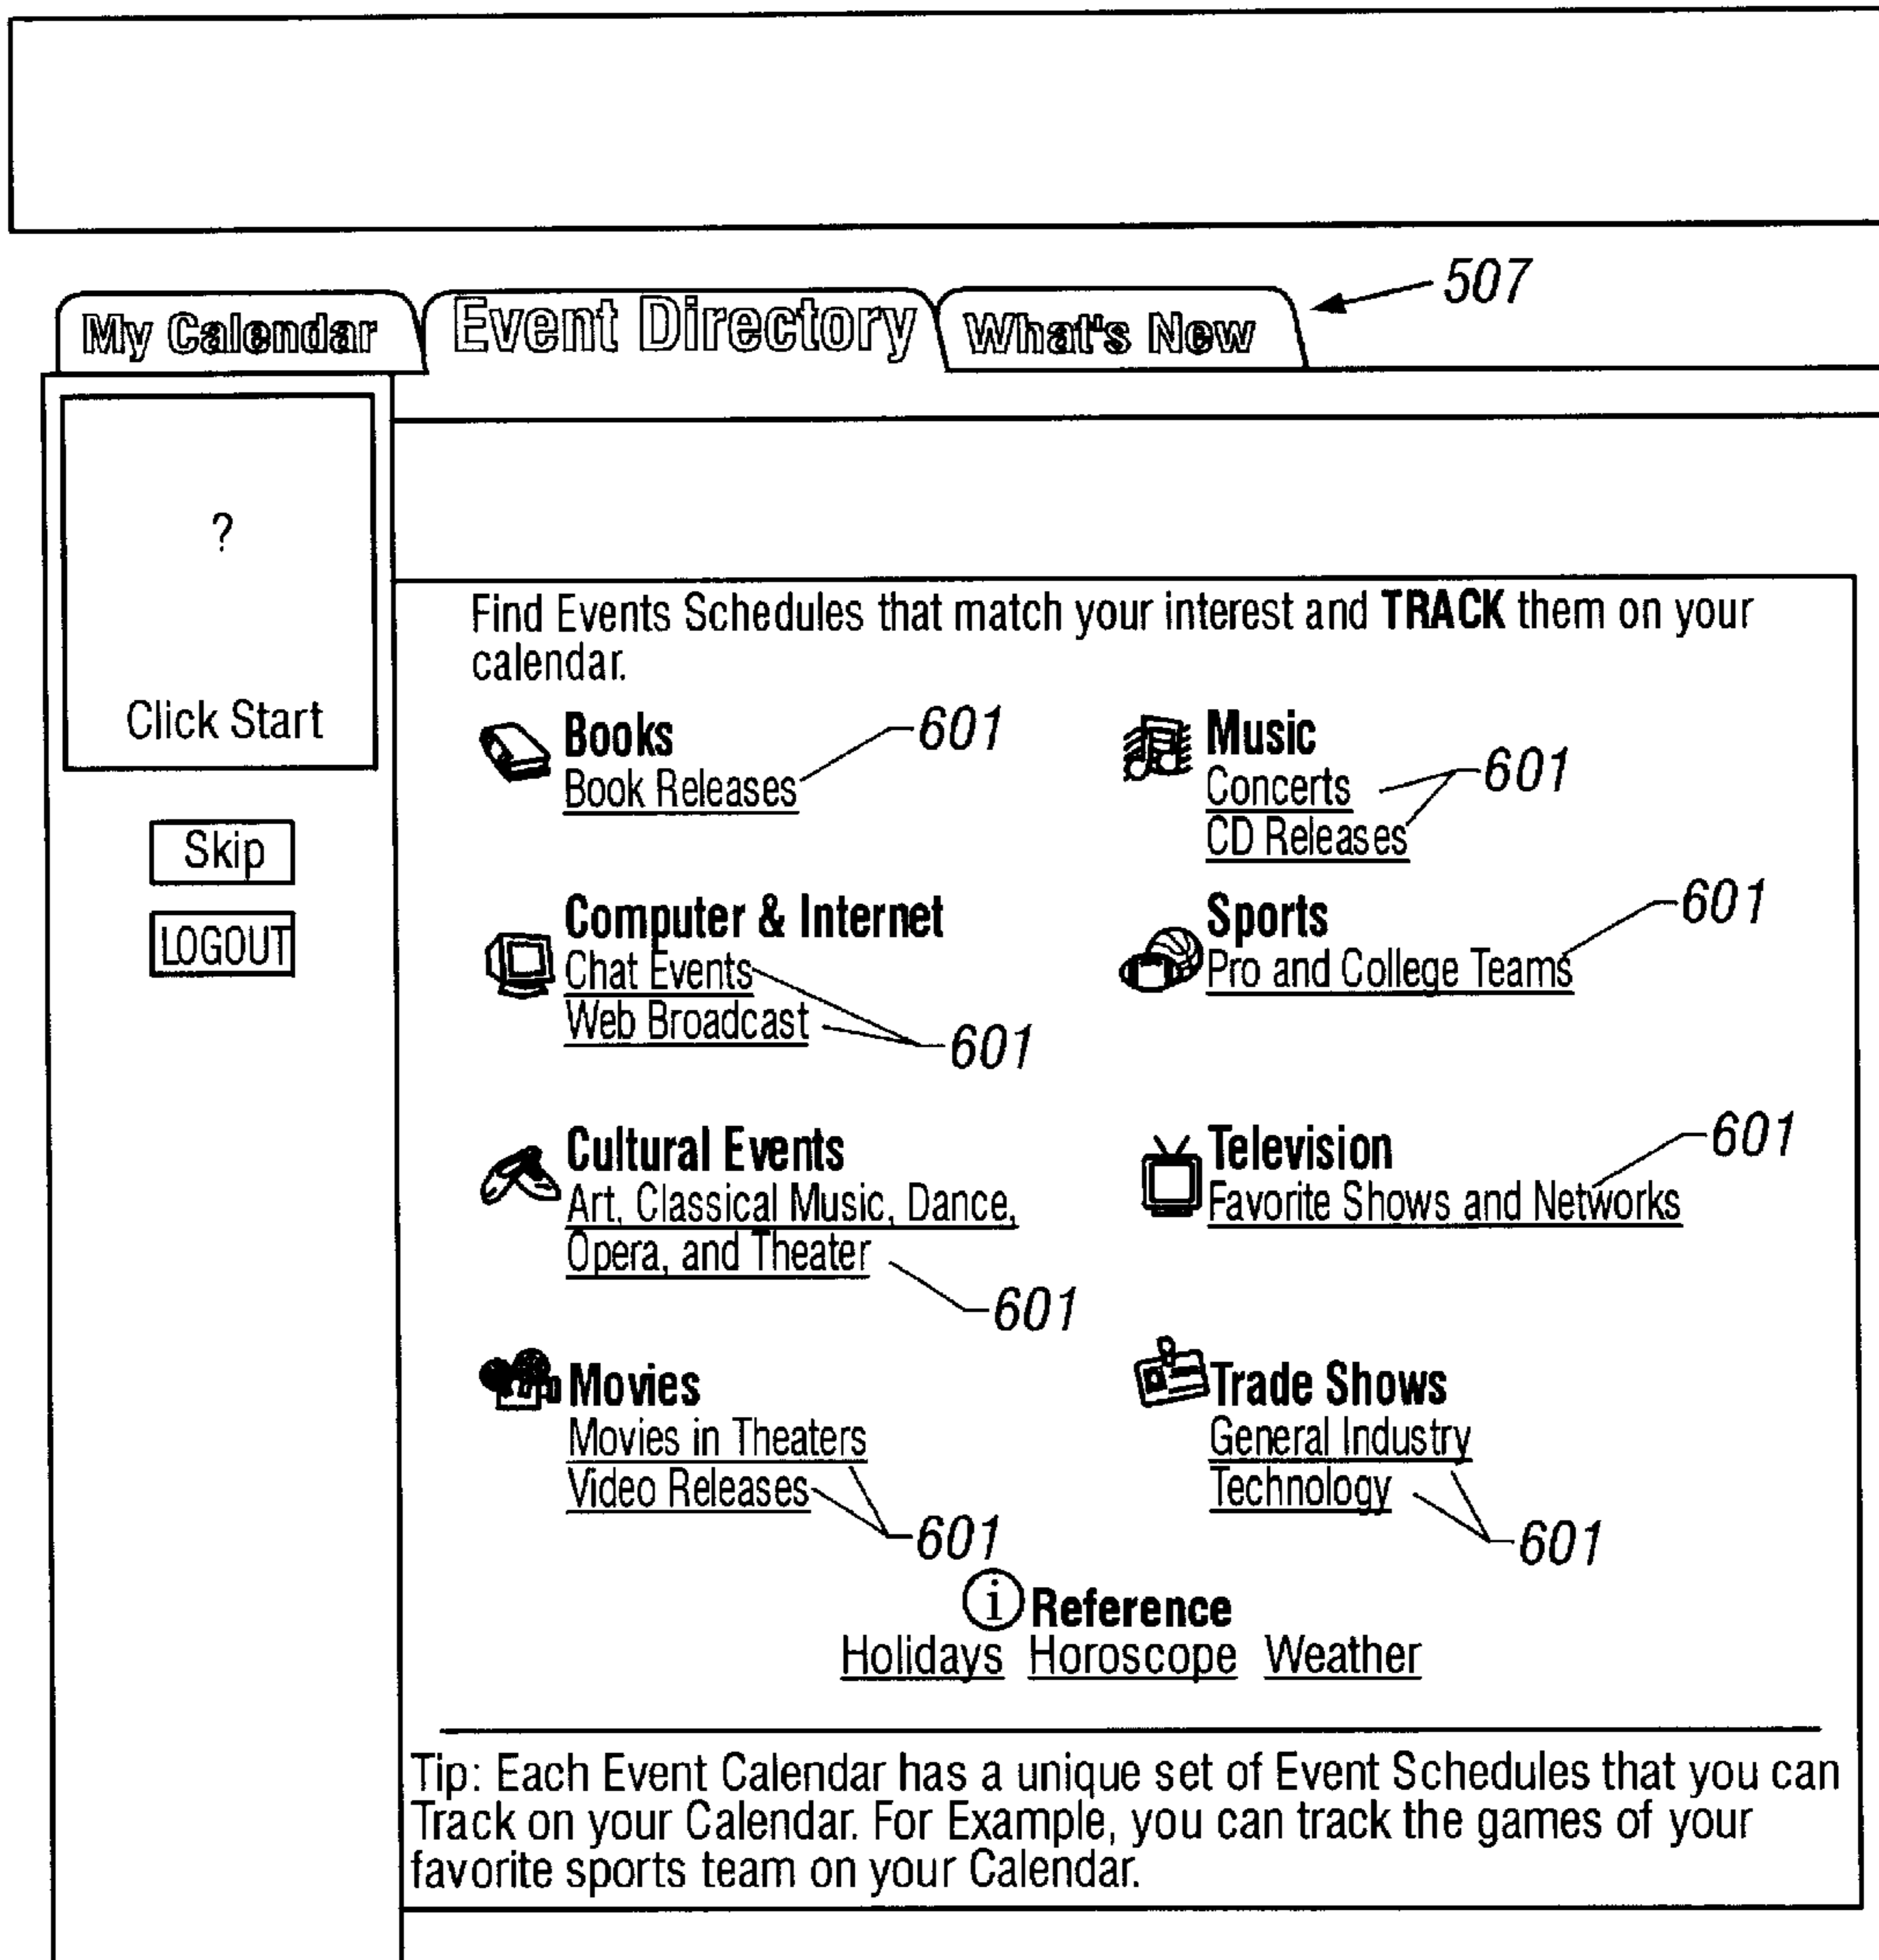 507
My Calendar Event Directory What's New
?
Click Start
Skip
LOGOUT
Find Events Schedules that match your interest and TRACK them on your
calendar.
Books
Book Releases
601
Music
Concerts
CD Releases
601
Computer & Internet
Chat Events
Web Broadcast
601
Sports
Pro and College Teams
601
Cultural Events
Art, Classical Music, Dance,
Opera, and Theater
601
Television
Favorite Shows and Networks
601
Movies
Movies in Theaters
Video Releases
601
Trade Shows
General Industry
Technology
601
i Reference
Holidays Horoscope Weather
Tip: Each Event Calendar has a unique set of Event Schedules that you can
Track on your Calendar. For Example, you can track the games of your
favorite sports team on your Calendar.